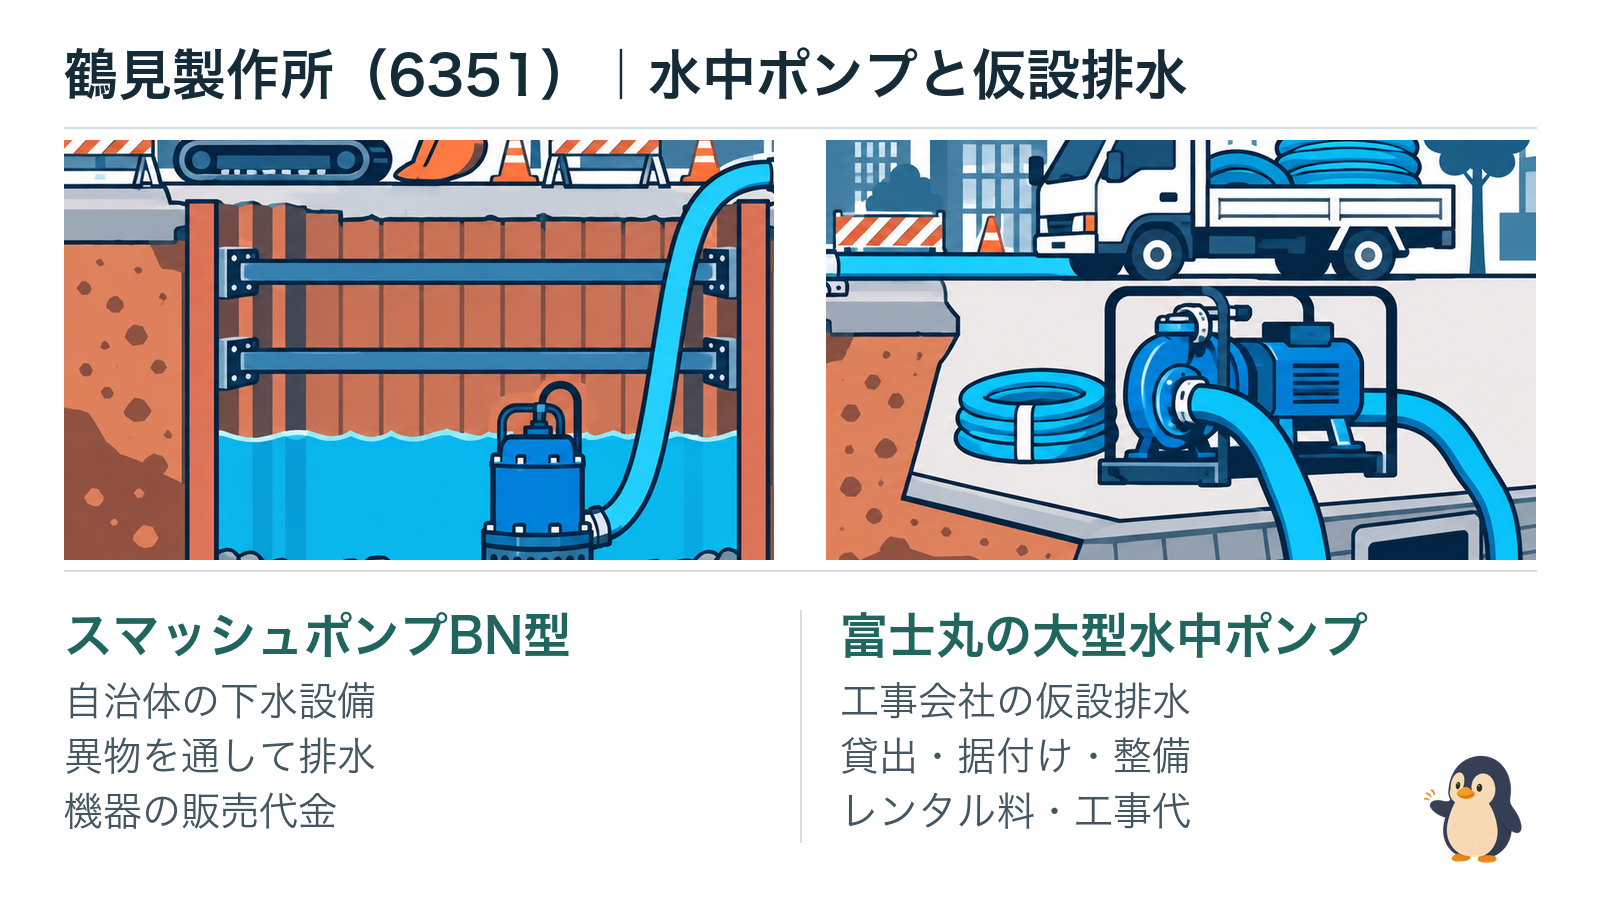 鶴見製作所（6351）｜水中ポンプと仮設排水
スマッシュポンプBN型
自治体の下水設備
異物を通して排水
機器の販売代金
富士丸の大型水中ポンプ
工事会社の仮設排水
貸出・据付け・整備
レンタル料・工事代